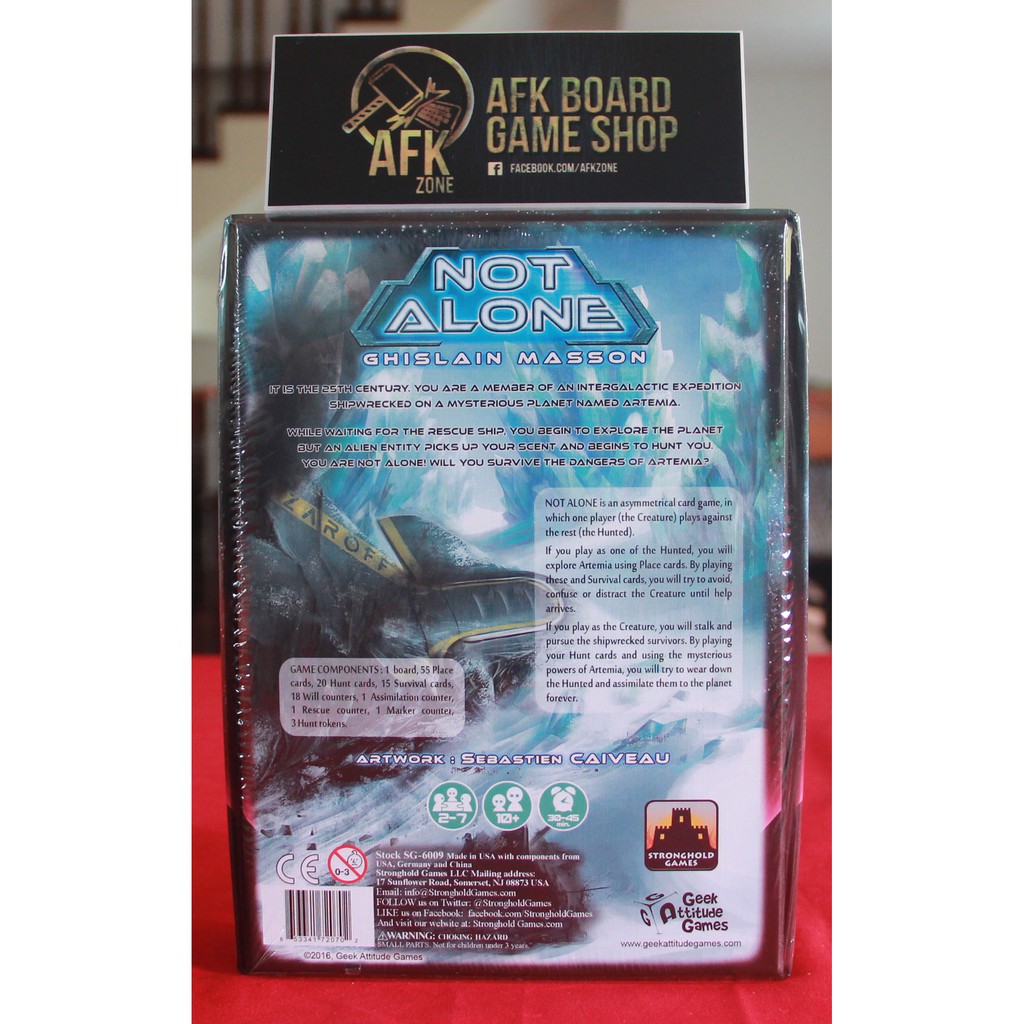 AFK ZONE
AFK BOARD
GAME SHOP
FACEBOOK.COM/AFKZONE
NOT
ALONE
GHISLAIN MASSON
IT IS THE 25TH CENTURY. YOU ARE A MEMBER OF AN INTERGALACTIC EXPEDITION
SHIPWRECKED ON A MYSTERIOUS PLANET NAMED ARTEMIA.
WHILE WAITING FOR THE RESCUE SHIP, YOU BEGIN TO EXPLORE THE PLANET
BUT AN ALIEN ENTITY PICKS UP YOUR SCENT AND BEGINS TO HUNT YOU.
YOU ARE NOT ALONE! WILL YOU SURVIVE THE DANGERS OF ARTEMIA?
ZAROFF
NOT ALONE is an asymmetrical card game, in
which one player (the Creature) plays against
the rest (the Hunted).
If you play as one of the Hunted, you will
explore Artemia using Place cards. By playing
these and Survival cards, you will try to avoid,
confuse or distract the Creature until help
arrives.
If you play as the Creature, you will stalk and
pursue the shipwrecked survivors. By playing
your Hunt cards and using the mysterious
powers of Artemia, you will try to wear down
the Hunted and assimilate them to the planet
forever.
GAME COMPONENTS : 1 board, 55 Place
cards, 20 Hunt cards, 15 Survival cards,
18 Will counters, 1 Assimilation counter,
1 Rescue counter, 1 Marker counter,
3 Hunt tokens.
ARTWORK : SEBASTIEN CAIVEAU
2-7
10+
30-45
min.
STRONGHOLD
GAMES
CE
0-3
Stock SG-6009 Made in USA with components from
USA, Germany and China
Stronghold Games LLC Mailing address:
17 Sunflower Road, Somerset, NJ 08873 USA
Email: info@StrongholdGames.com
FOLLOW us on Twitter: @StrongholdGames
LIKE us on Facebook: facebook.com/StrongholdGames
And visit our website at: Stronghold Games.com
WARNING: CHOKING HAZARD
SMALL PARTS. Not for children under 3 years.
8 53341 72070 2
©2016, Geek Attitude Games
Geek
Attitude
Games
www.geekattitudegames.com